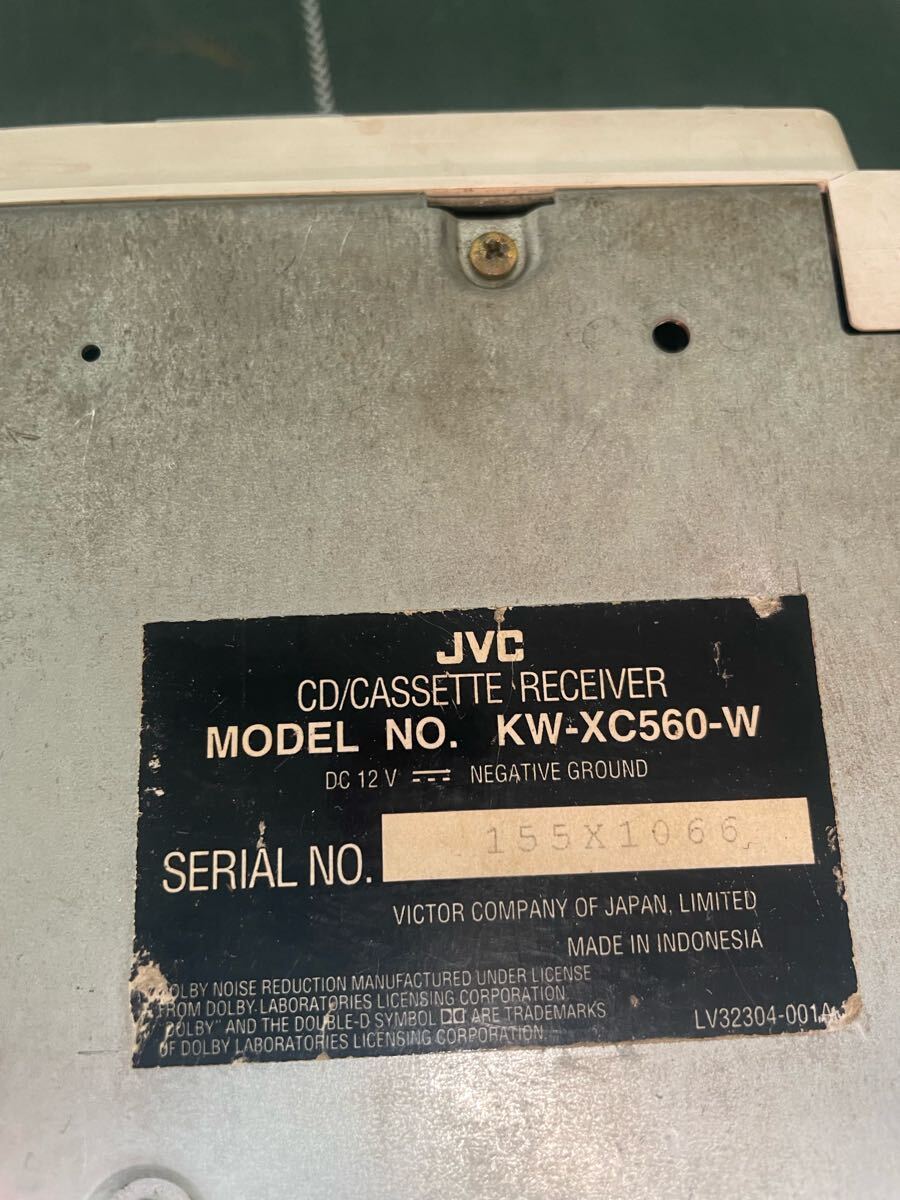 JVC
CD/CASSETTE RECEIVER
MODEL NO. KW-XC560-W
DC 12 V ⎓ NEGATIVE GROUND
SERIAL NO. 155X1066
VICTOR COMPANY OF JAPAN, LIMITED
MADE IN INDONESIA
OLBY NOISE REDUCTION MANUFACTURED UNDER LICENSE
FROM DOLBY LABORATORIES LICENSING CORPORATION.
DOLBY" AND THE DOUBLE-D SYMBOL ARE TRADEMARKS
OF DOLBY LABORATORIES LICENSING CORPORATION.
LV32304-001A